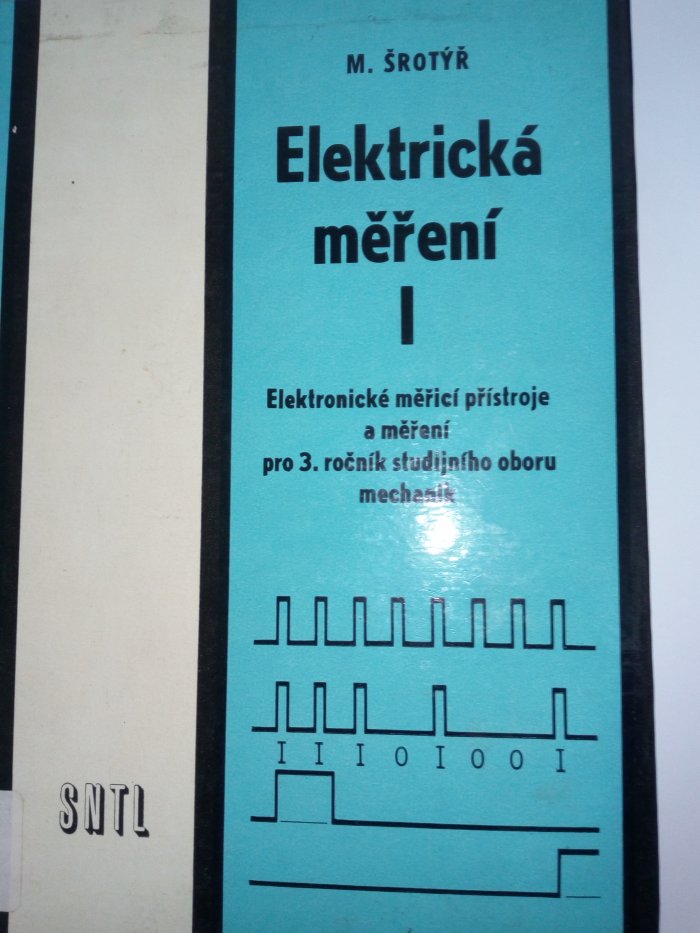 M. ŠROTÝŘ
Elektrická
měření
I
Elektronické měřicí přístroje
a měření
pro 3. ročník studijního oboru
mechanik
I I I O I O O I
SNTL